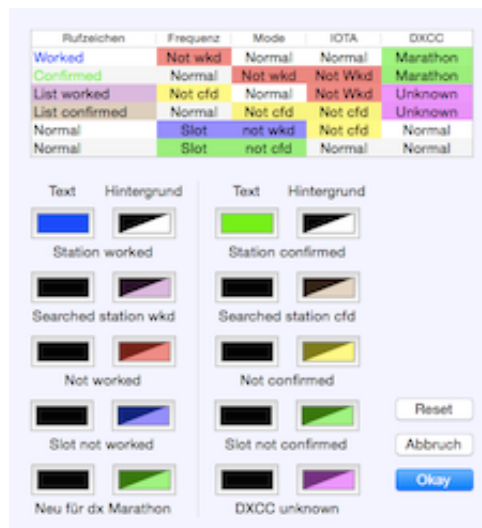 Rufzeichen Frequenz Mode IOTA DXCC
Worked Not wkd Normal Normal Marathon
Confirmed Normal Not wkd Not Wkd Marathon
List worked Not cfd Normal Not Wkd Unknown
List confirmed Normal Not cfd Not cfd Unknown
Normal Slot not wkd Not cfd Normal
Normal Slot not cfd Normal Normal
Text Hintergrund Text Hintergrund
Station worked Station confirmed
Searched station wkd Searched station cfd
Not worked Not confirmed
Reset
Slot not worked Slot not confirmed Abbruch
Okay
Neu für dx Marathon DXCC unknown